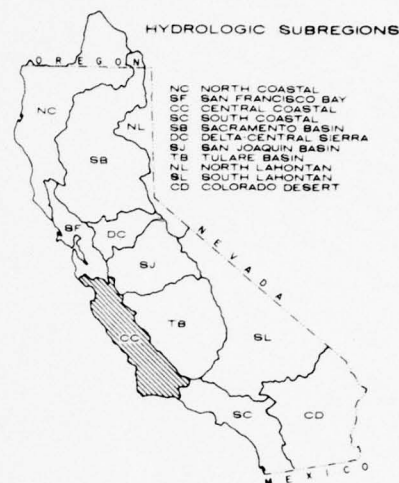 HYDROLOGIC SUBREGIONS
OREGON
NC NORTH COASTAL
SF SAN FRANCISCO BAY
CC CENTRAL COASTAL
SC SOUTH COASTAL
SB SACRAMENTO BASIN
DC DELTA-CENTRAL SIERRA
SJ SAN JOAQUIN BASIN
TB TULARE BASIN
NL NORTH LAHONTAN
SL SOUTH LAHONTAN
CD COLORADO DESERT
NC
NL
SB
SF
DC
NEVADA
SJ
CC
TB
SL
SC
CD
MEXICO